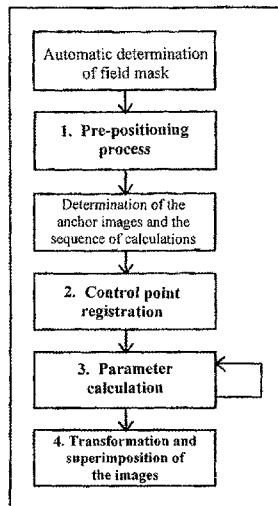 Automatic determination
of field mask
1. Pre-positioning
process
Determination of the
anchor images and the
sequence of calculations
2. Control point
registration
3. Parameter
calculation
4. Transformation and
superimposition of
the images